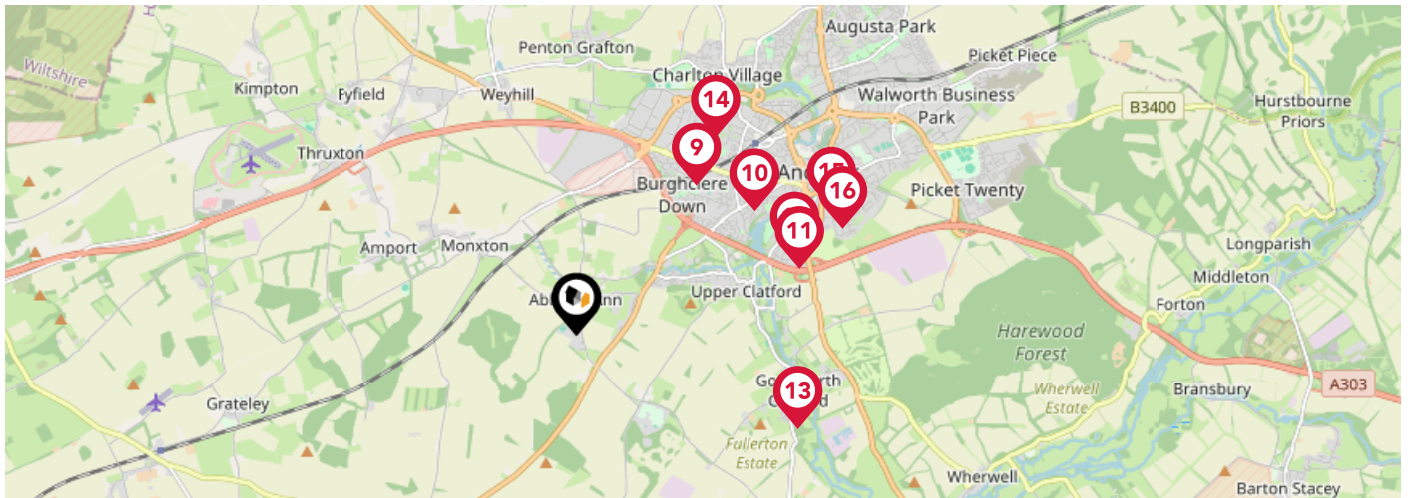 Augusta Park
Penton Grafton
Picket Piece
Wiltshire
Charlton Village
Kimpton
Fyfield
Weyhill
Walworth Business
Park
B3400
Hurstbourne
Priors
14
9
Thruxton
10
16
Burghclere
Down
Picket Twenty
11
Amport
Monxton
Longparish
Middleton
Upper Clatford
Forton
Harewood
Forest
13
Wherwell
Estate
Bransbury
A303
Grateley
Fullerton
Estate
Wherwell
Barton Stacey